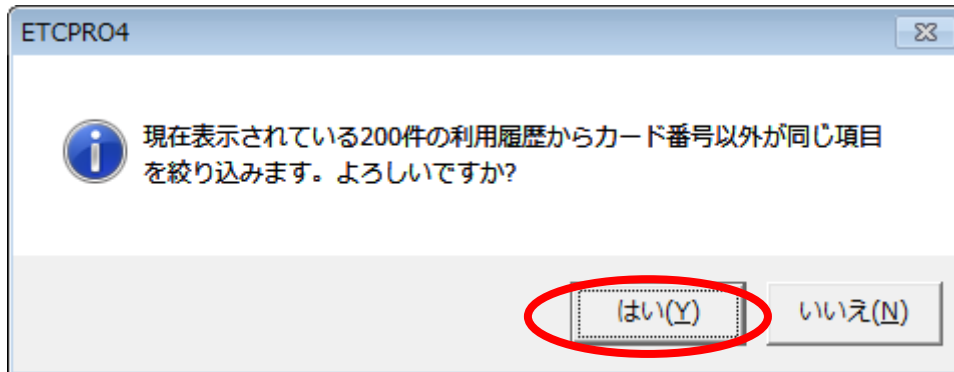 ETCPRO4
現在表示されている200件の利用履歴からカード番号以外が同じ項目
を絞り込みます。よろしいですか?
はい(Y)
いいえ(N)